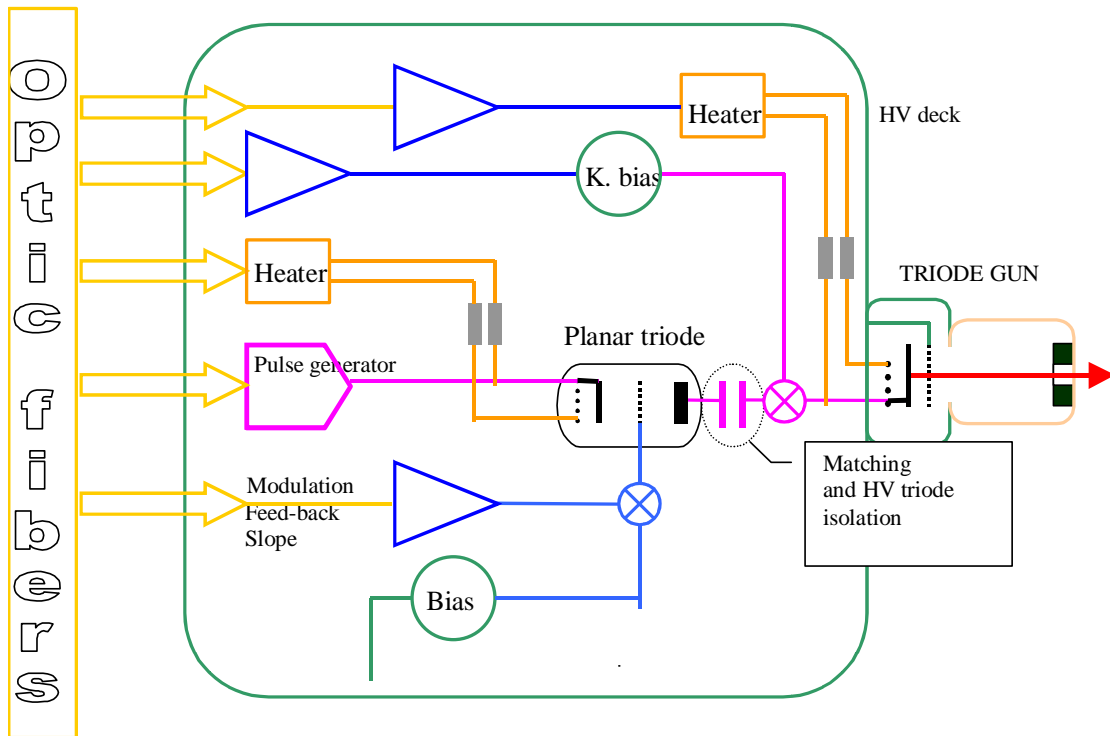 Optic fibers
Heater
HV deck
K. bias
Heater
TRIODE GUN
Planar triode
Pulse generator
Matching
and HV triode
isolation
Modulation
Feed-back
Slope
Bias